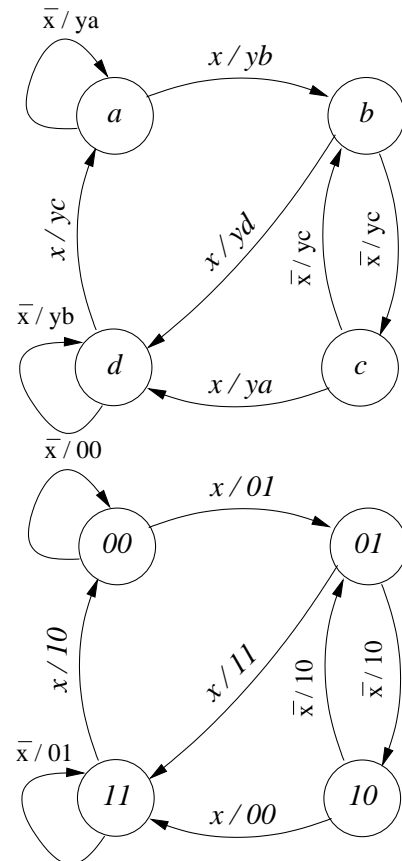 x̄ / ya
x / yb
a
b
x / yc
x / yd
x̄ / yc
x̄ / yc
x̄ / yb
d
c
x / ya
x̄ / 00
x / 01
00
01
x / 10
x / 11
x̄ / 10
x̄ / 10
x̄ / 01
11
10
x / 00